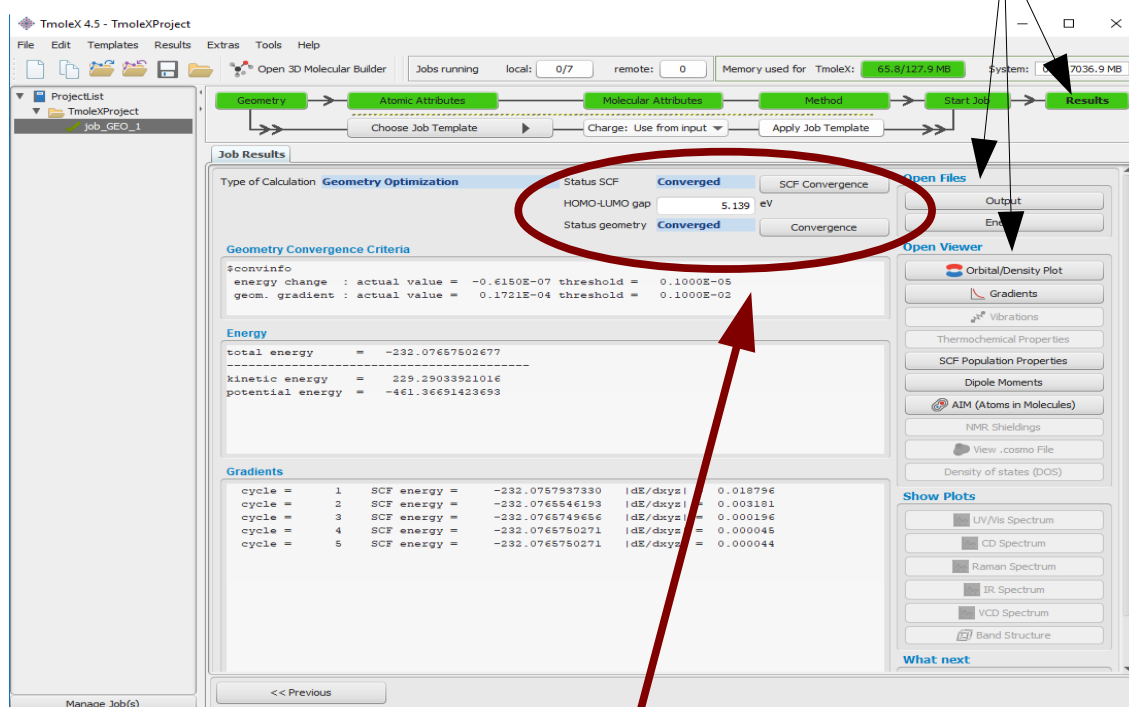 TmoleX 4.5 - TmoleXProject
File Edit Templates Results Extras Tools Help
Open 3D Molecular Builder Jobs running local: 0/7 remote: 0 Memory used for TmoleX: 65.8/127.9 MB System: 7036.9 MB
ProjectList
TmoleXProject
job_GEO_1
Geometry Atomic Attributes Molecular Attributes Method Start Job Results
Choose Job Template Charge: Use from input Apply Job Template
Job Results
Type of Calculation Geometry Optimization Status SCF Converged SCF Convergence
HOMO-LUMO gap 5.139 eV
Status geometry Converged Convergence
Geometry Convergence Criteria
$convinfo
energy change : actual value = -0.6150E-07 threshold = 0.1000E-05
geom. gradient : actual value = 0.1721E-04 threshold = 0.1000E-02
Energy
total energy = -232.07657502677
------------------------------------------------
kinetic energy = 229.29033921016
potential energy = -461.36691423693
Gradients
cycle = 1 SCF energy = -232.0757937330 |dE/dxyz| = 0.018796
cycle = 2 SCF energy = -232.0765546193 |dE/dxyz| = 0.003181
cycle = 3 SCF energy = -232.0765749656 |dE/dxyz| = 0.000196
cycle = 4 SCF energy = -232.0765750271 |dE/dxyz| = 0.000045
cycle = 5 SCF energy = -232.0765750271 |dE/dxyz| = 0.000044
Open Files
Output
Open Viewer
Orbital/Density Plot
Gradients
Vibrations
Thermochemical Properties
SCF Population Properties
Dipole Moments
AIM (Atoms in Molecules)
NMR Shieldings
View .cosmo File
Density of states (DOS)
Show Plots
UV/Vis Spectrum
CD Spectrum
Raman Spectrum
IR Spectrum
VCD Spectrum
Band Structure
What next
<< Previous
Manage Job(s)